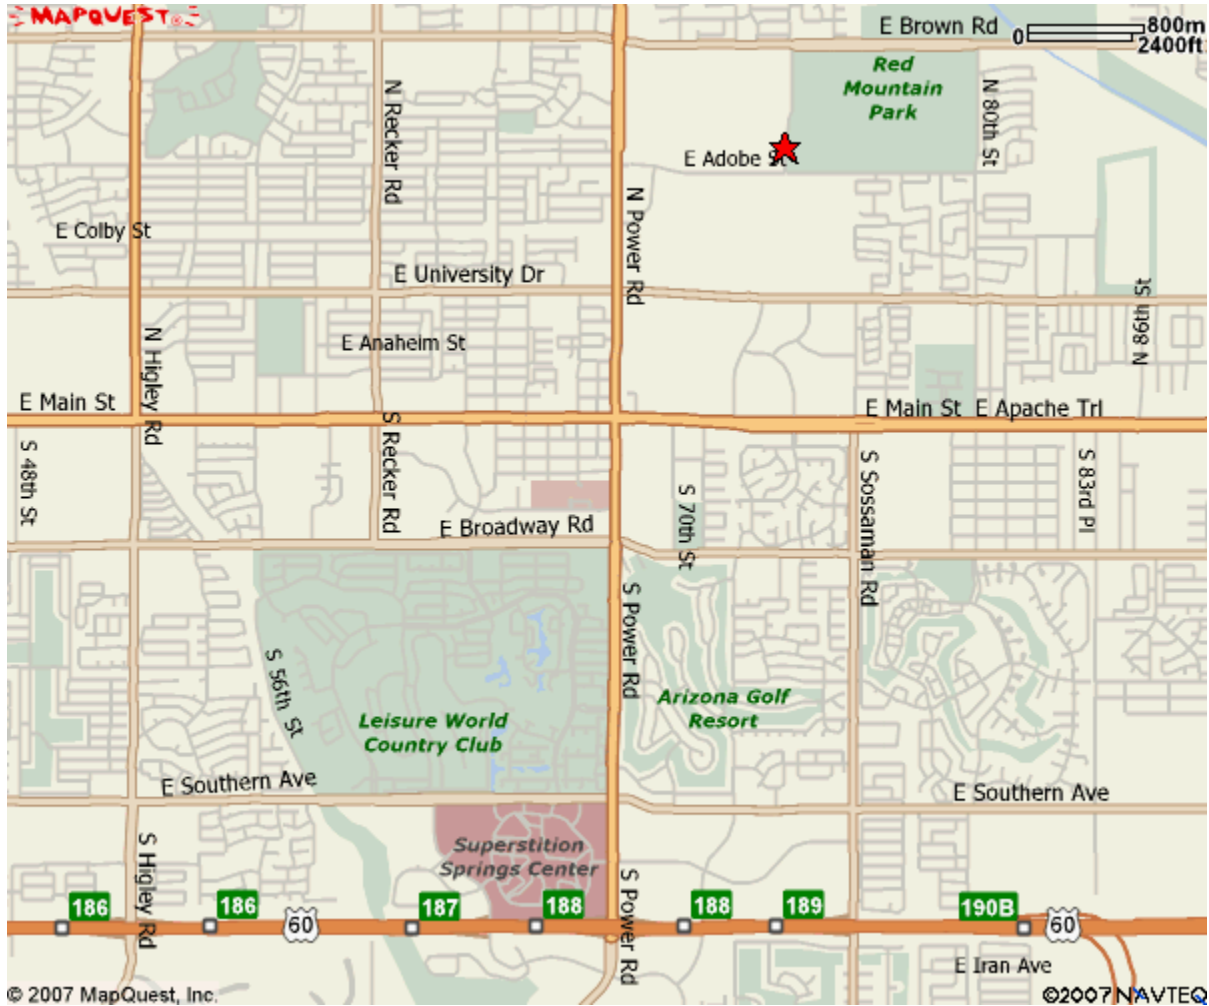 MAPQUEST
E Brown Rd
0
800m
2400ft
Red
Mountain
Park
N 80th St
N Recker Rd
E Adobe St
N Power Rd
E Colby St
E University Dr
N 86th St
N Higley Rd
E Anaheim St
E Main St
E Main St
E Apache Trl
S Recker Rd
S 48th St
S 70th St
S Sossaman Rd
S 83rd Pl
E Broadway Rd
S Power Rd
S 56th St
Arizona Golf
Resort
Leisure World
Country Club
E Southern Ave
E Southern Ave
S Higley Rd
Superstition
Springs Center
S Power Rd
186
186
60
187
188
188
189
190B
60
E Iran Ave
© 2007 MapQuest, Inc.
©2007 NAVTEQ